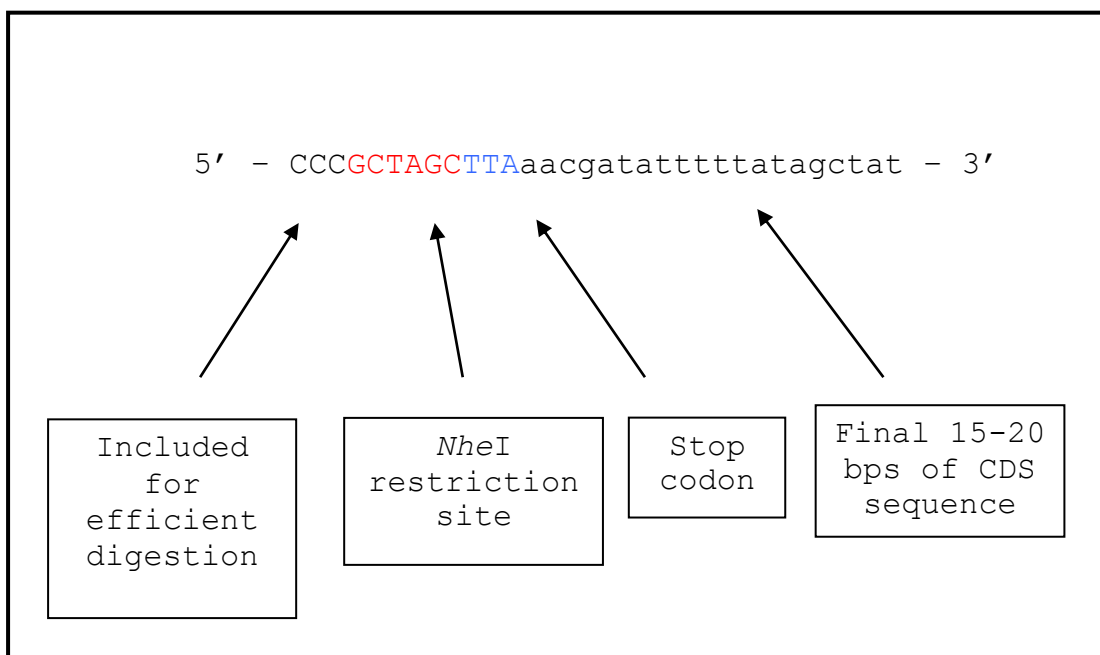 5’ – CCCGCTAGCTTAaacgatatttttatagctat – 3’
Included
for
efficient
digestion
NheI
restriction
site
Stop
codon
Final 15-20
bps of CDS
sequence